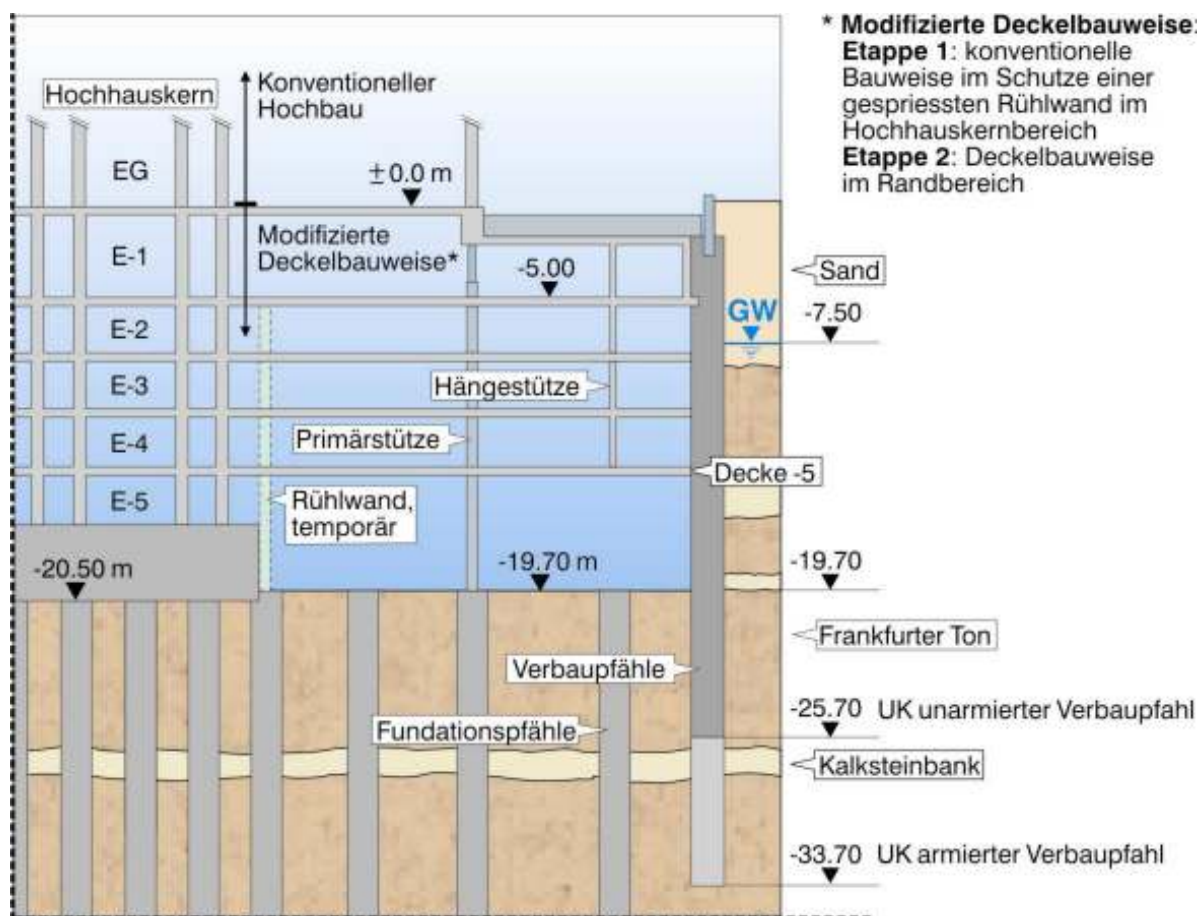 * Modifizierte Deckelbauweise:
Etappe 1: konventionelle
Bauweise im Schutze einer
gespriessten Rühlwand im
Hochhauskernbereich
Etappe 2: Deckelbauweise
im Randbereich
Hochhauskern
Konventioneller
Hochbau
EG
±0.0 m
E-1
Modifizierte
Deckelbauweise*
-5.00
Sand
GW
-7.50
E-2
E-3
Hängestütze
E-4
Primärstütze
Decke -5
E-5
Rühlwand,
temporär
-20.50 m
-19.70 m
-19.70
Frankfurter Ton
Verbaupfähle
-25.70 UK unarmierter Verbaupfahl
Fundationspfähle
Kalksteinbank
-33.70 UK armierter Verbaupfahl